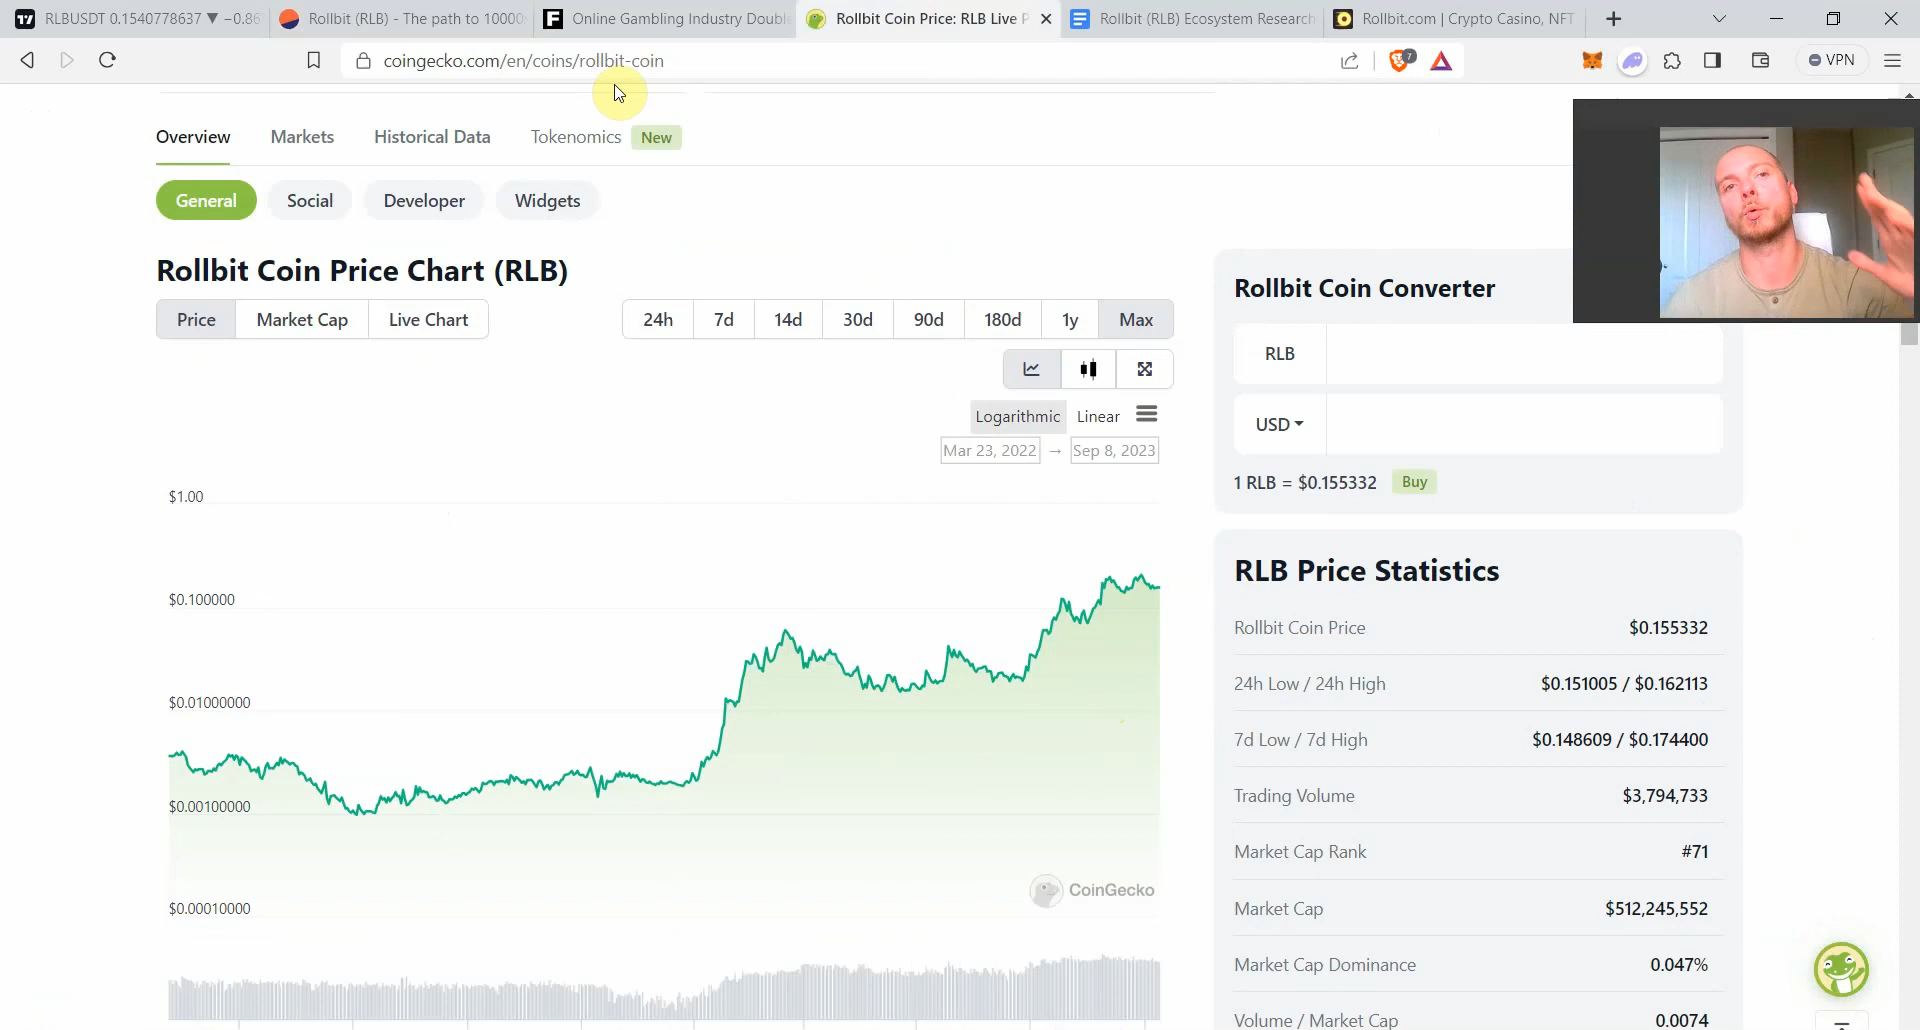 RLBUSDT 0.1540778637 ▼ −0.86
Rollbit (RLB) - The path to 10000
Online Gambling Industry Double
Rollbit Coin Price: RLB Live P
Rollbit (RLB) Ecosystem Research
Rollbit.com | Crypto Casino, NFT
coingecko.com/en/coins/rollbit-coin
7
VPN
Overview
Markets
Historical Data
Tokenomics
New
General
Social
Developer
Widgets
Rollbit Coin Price Chart (RLB)
Price
Market Cap
Live Chart
24h
7d
14d
30d
90d
180d
1y
Max
Logarithmic
Linear
Mar 23, 2022 → Sep 8, 2023
$1.00
$0.100000
$0.01000000
$0.00100000
$0.00010000
CoinGecko
Rollbit Coin Converter
RLB
USD
1 RLB = $0.155332
Buy
RLB Price Statistics
Rollbit Coin Price $0.155332
24h Low / 24h High $0.151005 / $0.162113
7d Low / 7d High $0.148609 / $0.174400
Trading Volume $3,794,733
Market Cap Rank #71
Market Cap $512,245,552
Market Cap Dominance 0.047%
Volume / Market Cap 0.0074